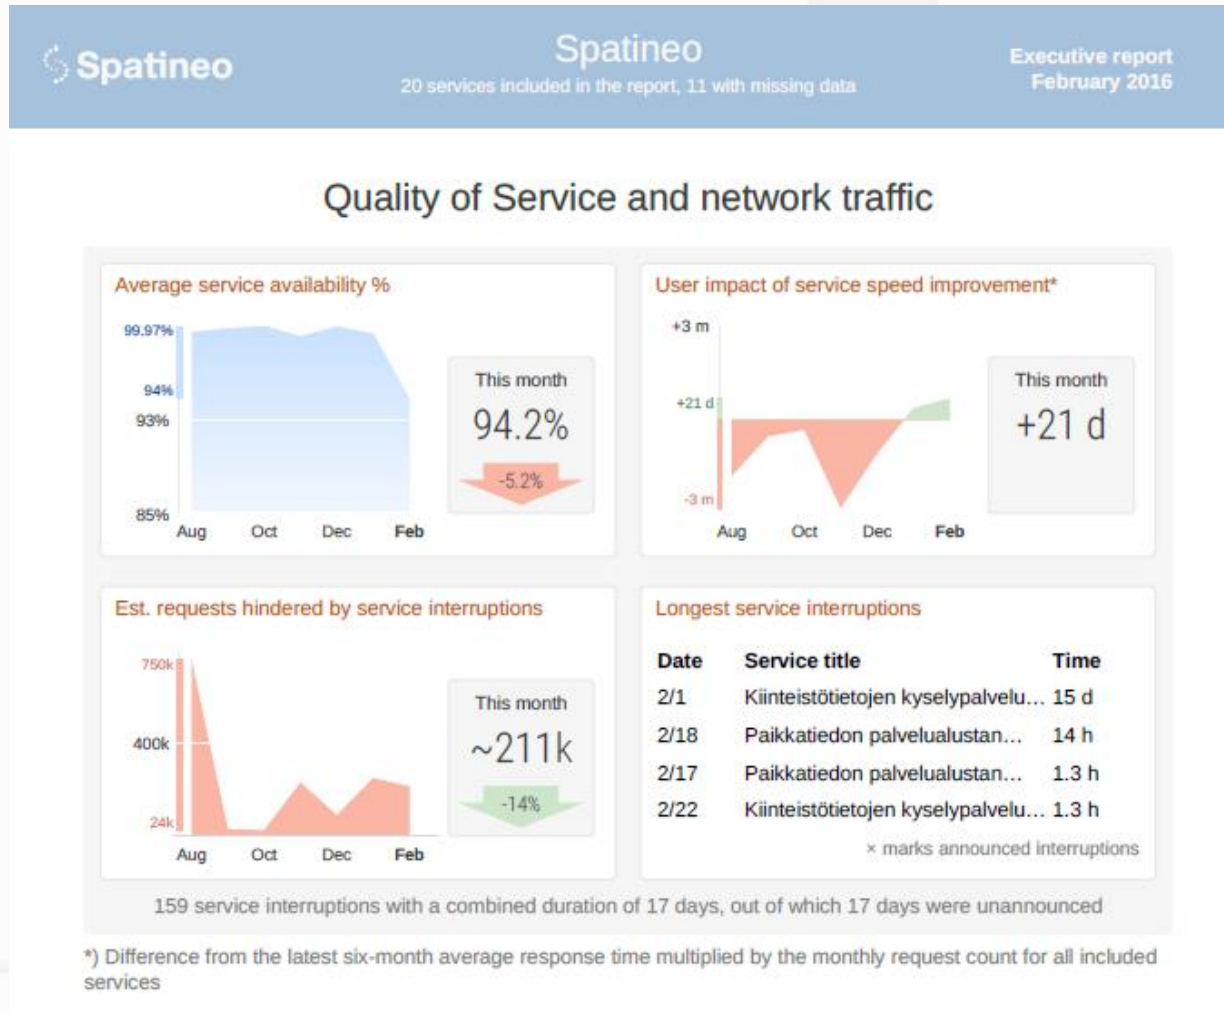 Spatineo
Spatineo
20 services included in the report, 11 with missing data
Executive report
February 2016
Quality of Service and network traffic
Average service availability %
99.97%
94%
93%
85%
Aug Oct Dec Feb
This month
94.2%
-5.2%
User impact of service speed improvement*
+3 m
+21 d
-3 m
Aug Oct Dec Feb
This month
+21 d
Est. requests hindered by service interruptions
750k
400k
24k
Aug Oct Dec Feb
This month
~211k
-14%
Longest service interruptions
Date Service title Time
2/1 Kiinteistötietojen kyselypalvelu… 15 d
2/18 Paikkatiedon palvelualustan… 14 h
2/17 Paikkatiedon palvelualustan… 1.3 h
2/22 Kiinteistötietojen kyselypalvelu… 1.3 h
× marks announced interruptions
159 service interruptions with a combined duration of 17 days, out of which 17 days were unannounced
*) Difference from the latest six-month average response time multiplied by the monthly request count for all included
services